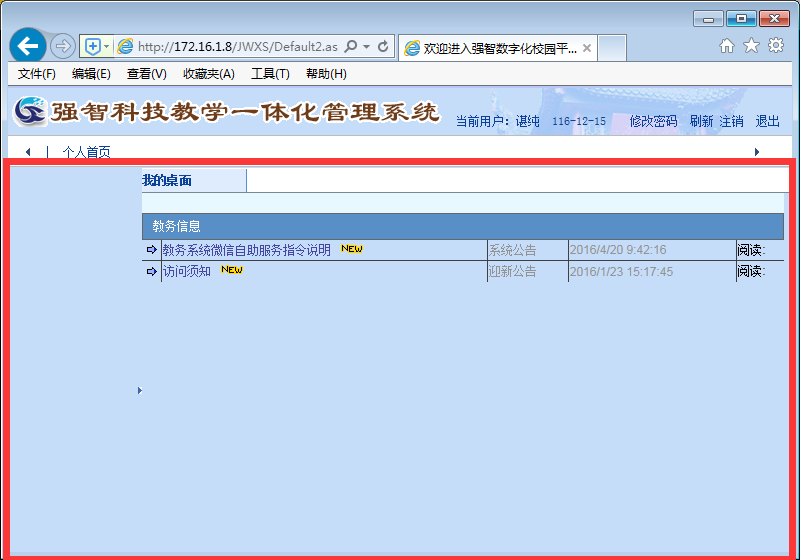 http://172.16.1.8/JWXS/Default2.as
欢迎进入强智数字化校园平...
文件(F) 编辑(E) 查看(V) 收藏夹(A) 工具(T) 帮助(H)
强智科技教学一体化管理系统
当前用户：谌炖 116-12-15 修改密码 刷新 注销 退出
| 个人首页
我的桌面
教务信息
教务系统微信自助服务指令说明 NEW 系统公告 2016/4/20 9:42:16 阅读:
访问须知 NEW 迎新公告 2016/1/23 15:17:45 阅读: